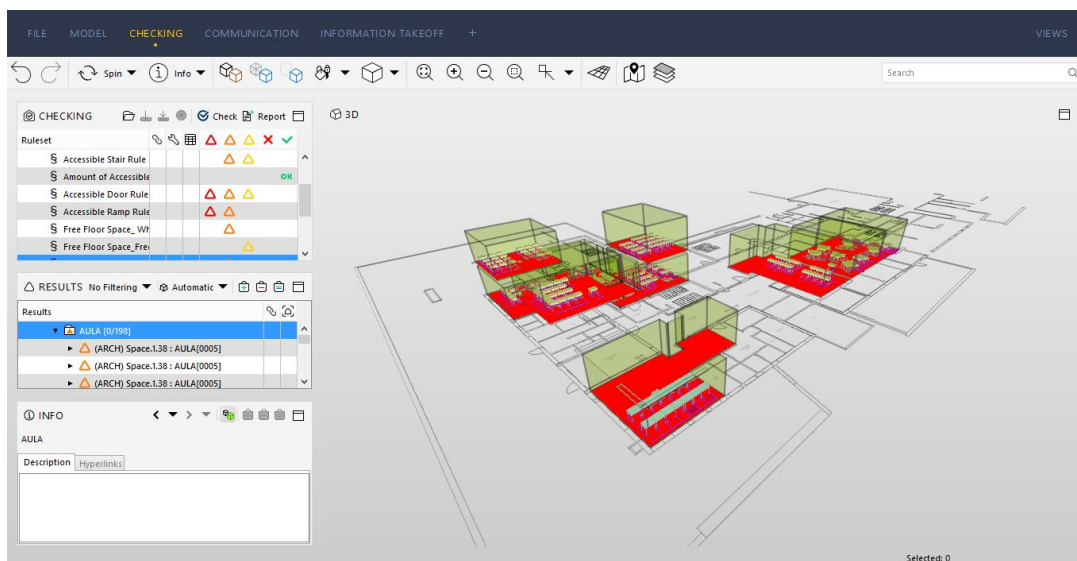 FILE MODEL CHECKING COMMUNICATION INFORMATION TAKEOFF + VIEWS
Spin Info Search
CHECKING Check Report
3D
Ruleset
§ Accessible Stair Rule
§ Amount of Accessible OK
§ Accessible Door Rule
§ Accessible Ramp Rule
§ Free Floor Space_ Wh
§ Free Floor Space_Fre
RESULTS No Filtering Automatic
Results
AULA [0/198]
(ARCH) Space.1.38 : AULA[0005]
(ARCH) Space.1.38 : AULA[0005]
(ARCH) Space.1.38 : AULA[0005]
INFO
AULA
Description Hyperlinks
Selected: 0